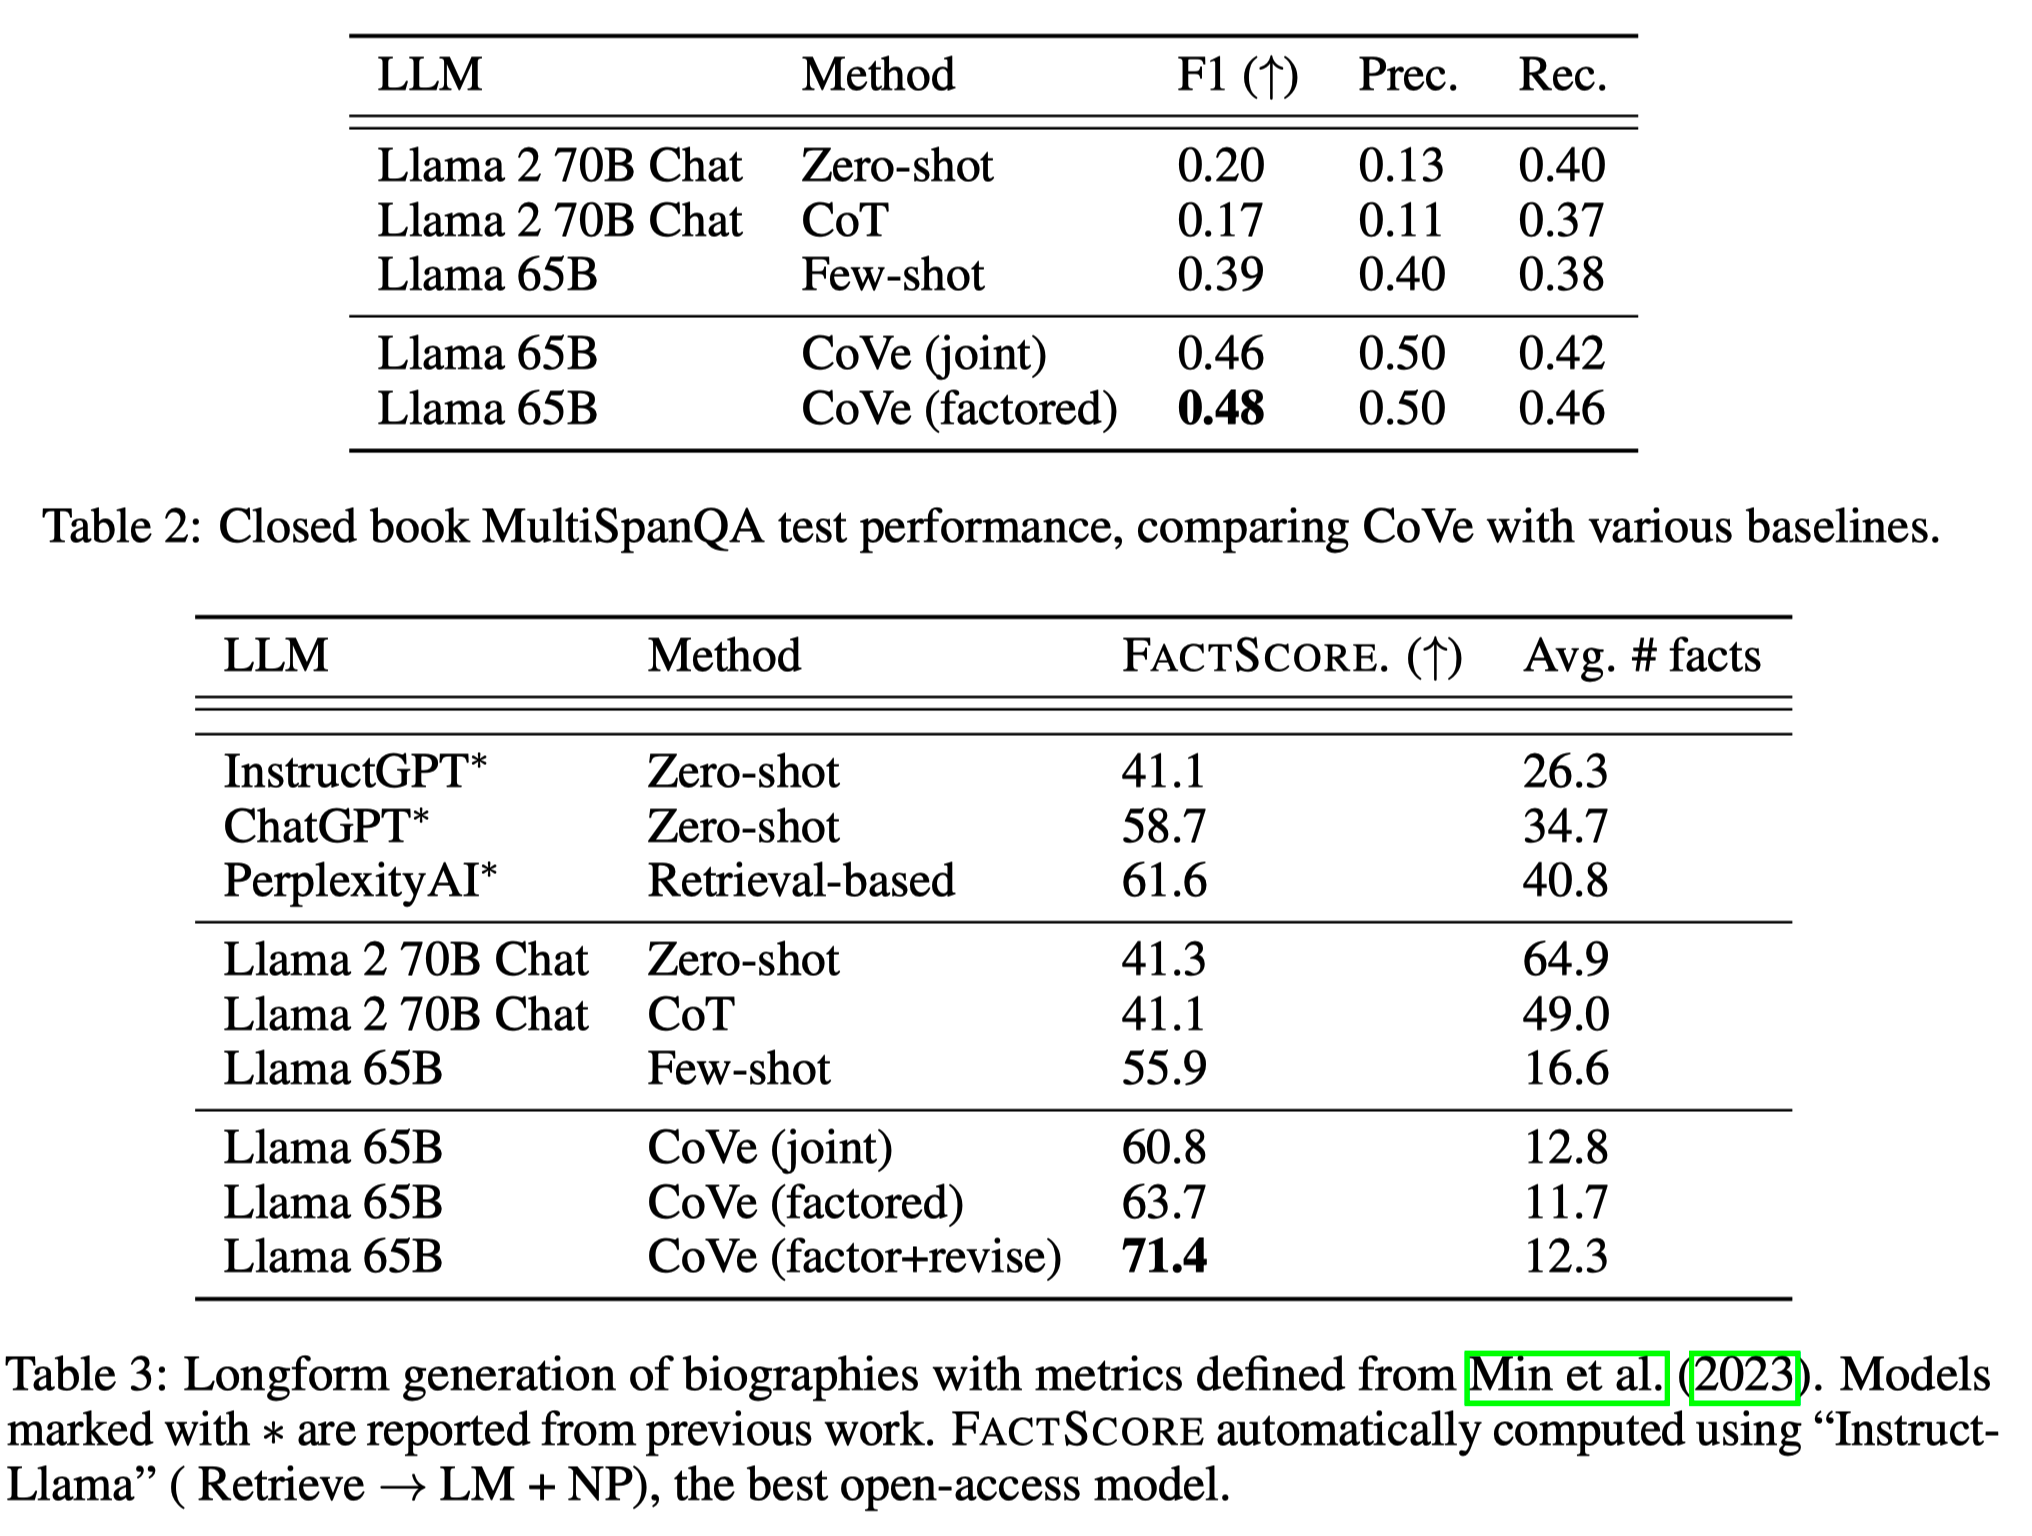 LLM Method F1 (↑) Prec. Rec.
Llama 2 70B Chat Zero-shot 0.20 0.13 0.40
Llama 2 70B Chat CoT 0.17 0.11 0.37
Llama 65B Few-shot 0.39 0.40 0.38
Llama 65B CoVe (joint) 0.46 0.50 0.42
Llama 65B CoVe (factored) 0.48 0.50 0.46
Table 2: Closed book MultiSpanQA test performance, comparing CoVe with various baselines.
LLM Method FACTSCORE. (↑) Avg. # facts
InstructGPT* Zero-shot 41.1 26.3
ChatGPT* Zero-shot 58.7 34.7
PerplexityAI* Retrieval-based 61.6 40.8
Llama 2 70B Chat Zero-shot 41.3 64.9
Llama 2 70B Chat CoT 41.1 49.0
Llama 65B Few-shot 55.9 16.6
Llama 65B CoVe (joint) 60.8 12.8
Llama 65B CoVe (factored) 63.7 11.7
Llama 65B CoVe (factor+revise) 71.4 12.3
Table 3: Longform generation of biographies with metrics defined from Min et al. (2023). Models
marked with * are reported from previous work. FACTSCORE automatically computed using “Instruct-
Llama” ( Retrieve → LM + NP), the best open-access model.